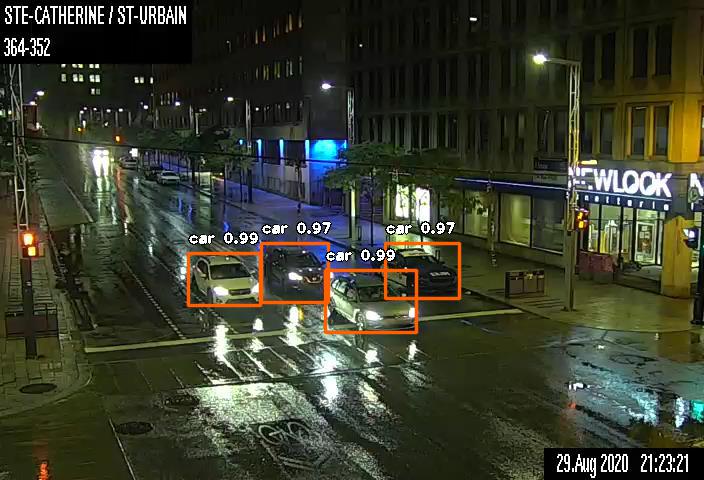 STE-CATHERINE / ST-URBAIN
364-352
car 0.99
car 0.97
car 0.97
car 0.99
NEWLOOK
29.Aug 2020 21:23:21